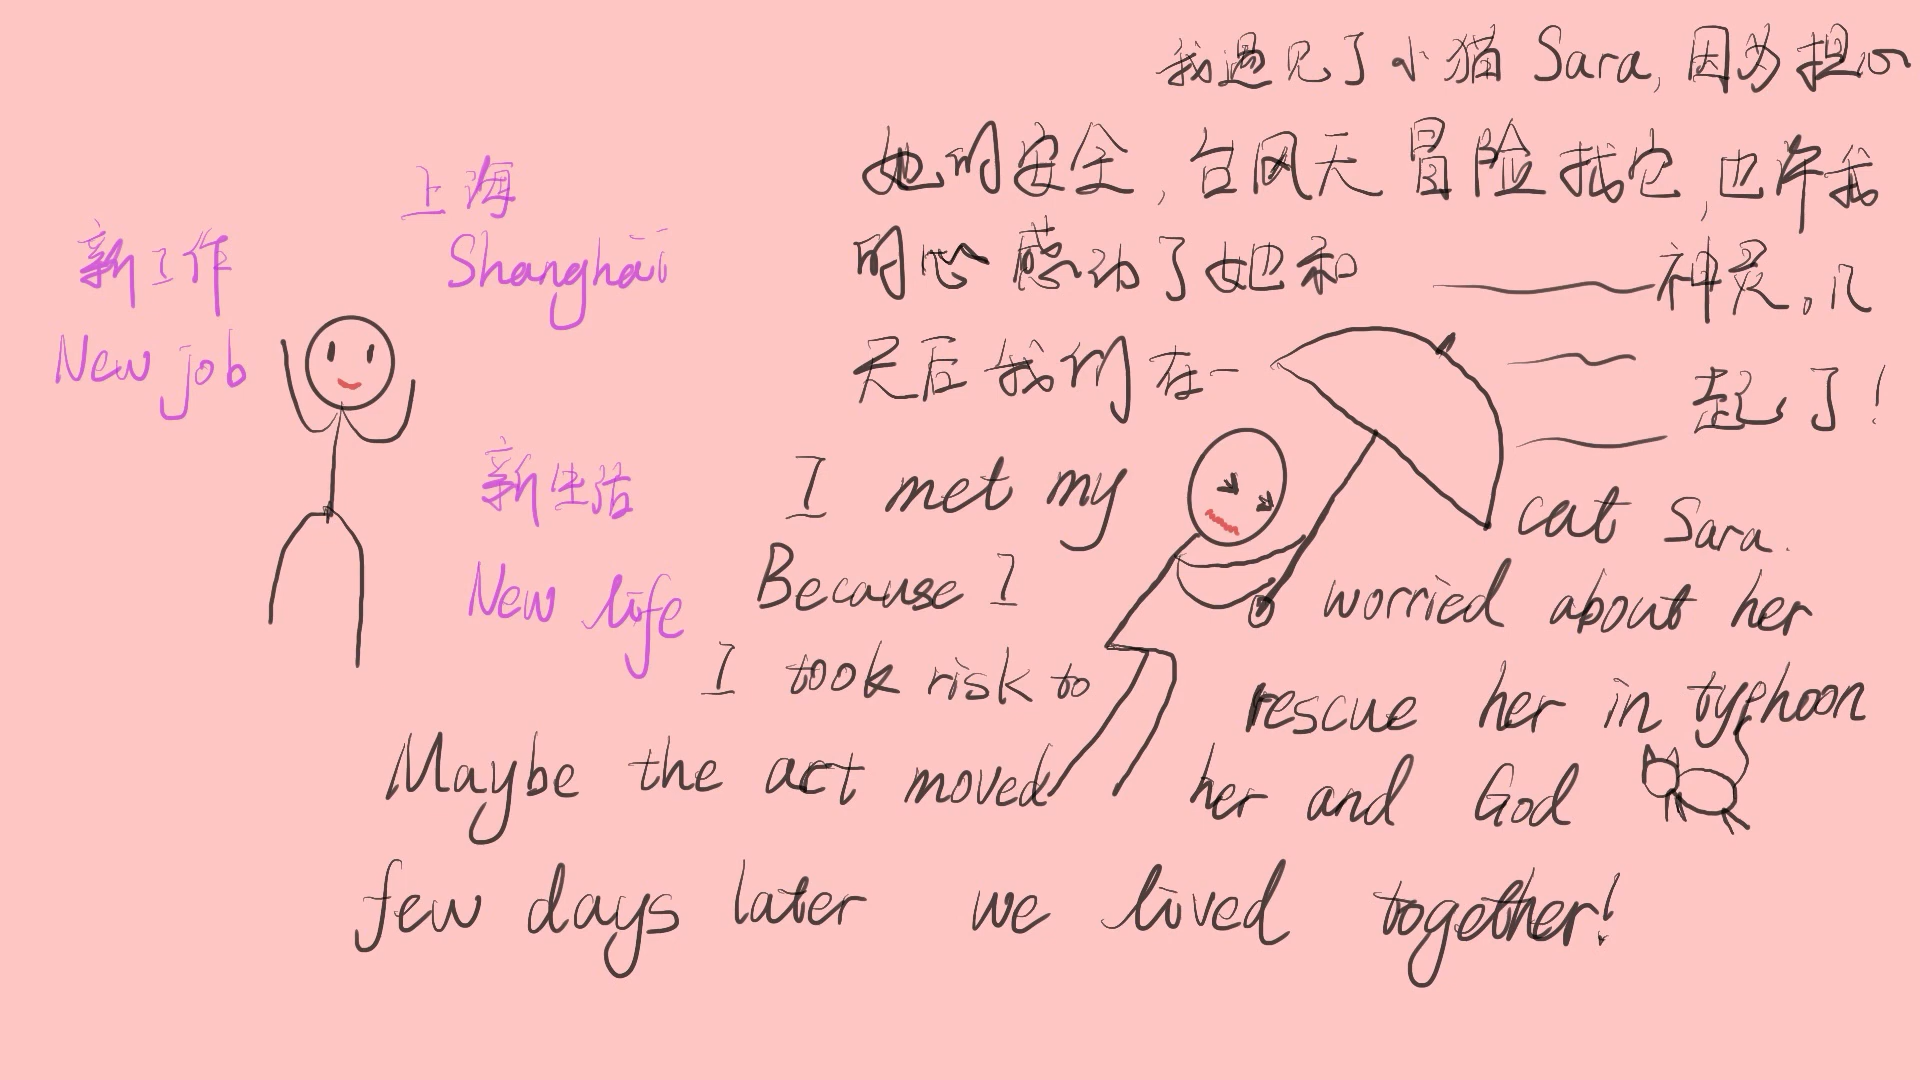 上海
Shanghai
新工作
New job
新生活
New life
我遇见了小猫 Sara, 因为担心
她的安全, 台风天冒险找它, 也许我
的心感动了她和神灵。几
天后我们在一起了!
I met my cat Sara.
Because I worried about her
I took risk to rescue her in typhoon
Maybe the act moved her and God
few days later we lived together!